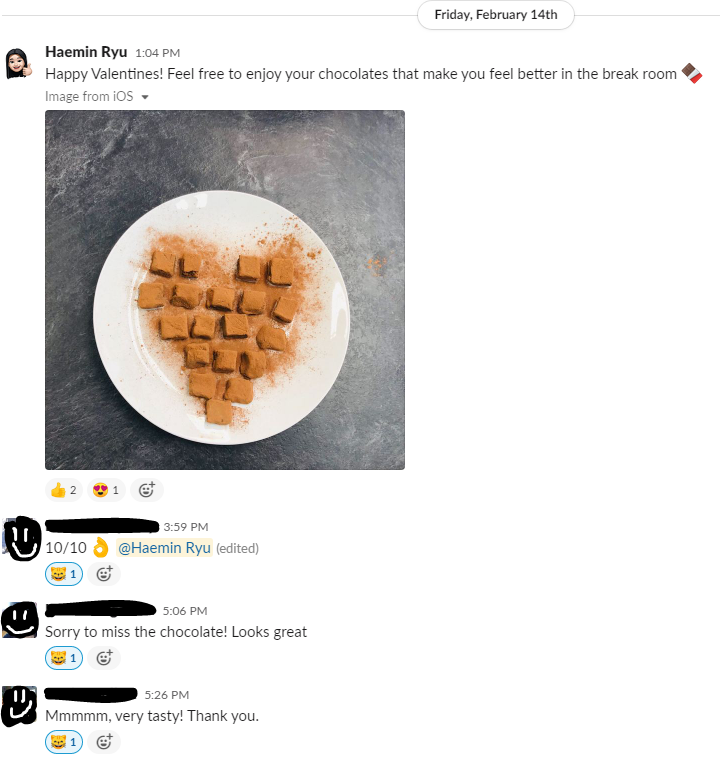 Friday, February 14th
Haemin Ryu 1:04 PM
Happy Valentines! Feel free to enjoy your chocolates that make you feel better in the break room 🍫
Image from iOS
👍 2 😍 1
3:59 PM
10/10 👌 @Haemin Ryu (edited)
😸 1
5:06 PM
Sorry to miss the chocolate! Looks great
😸 1
5:26 PM
Mmmmm, very tasty! Thank you.
😸 1